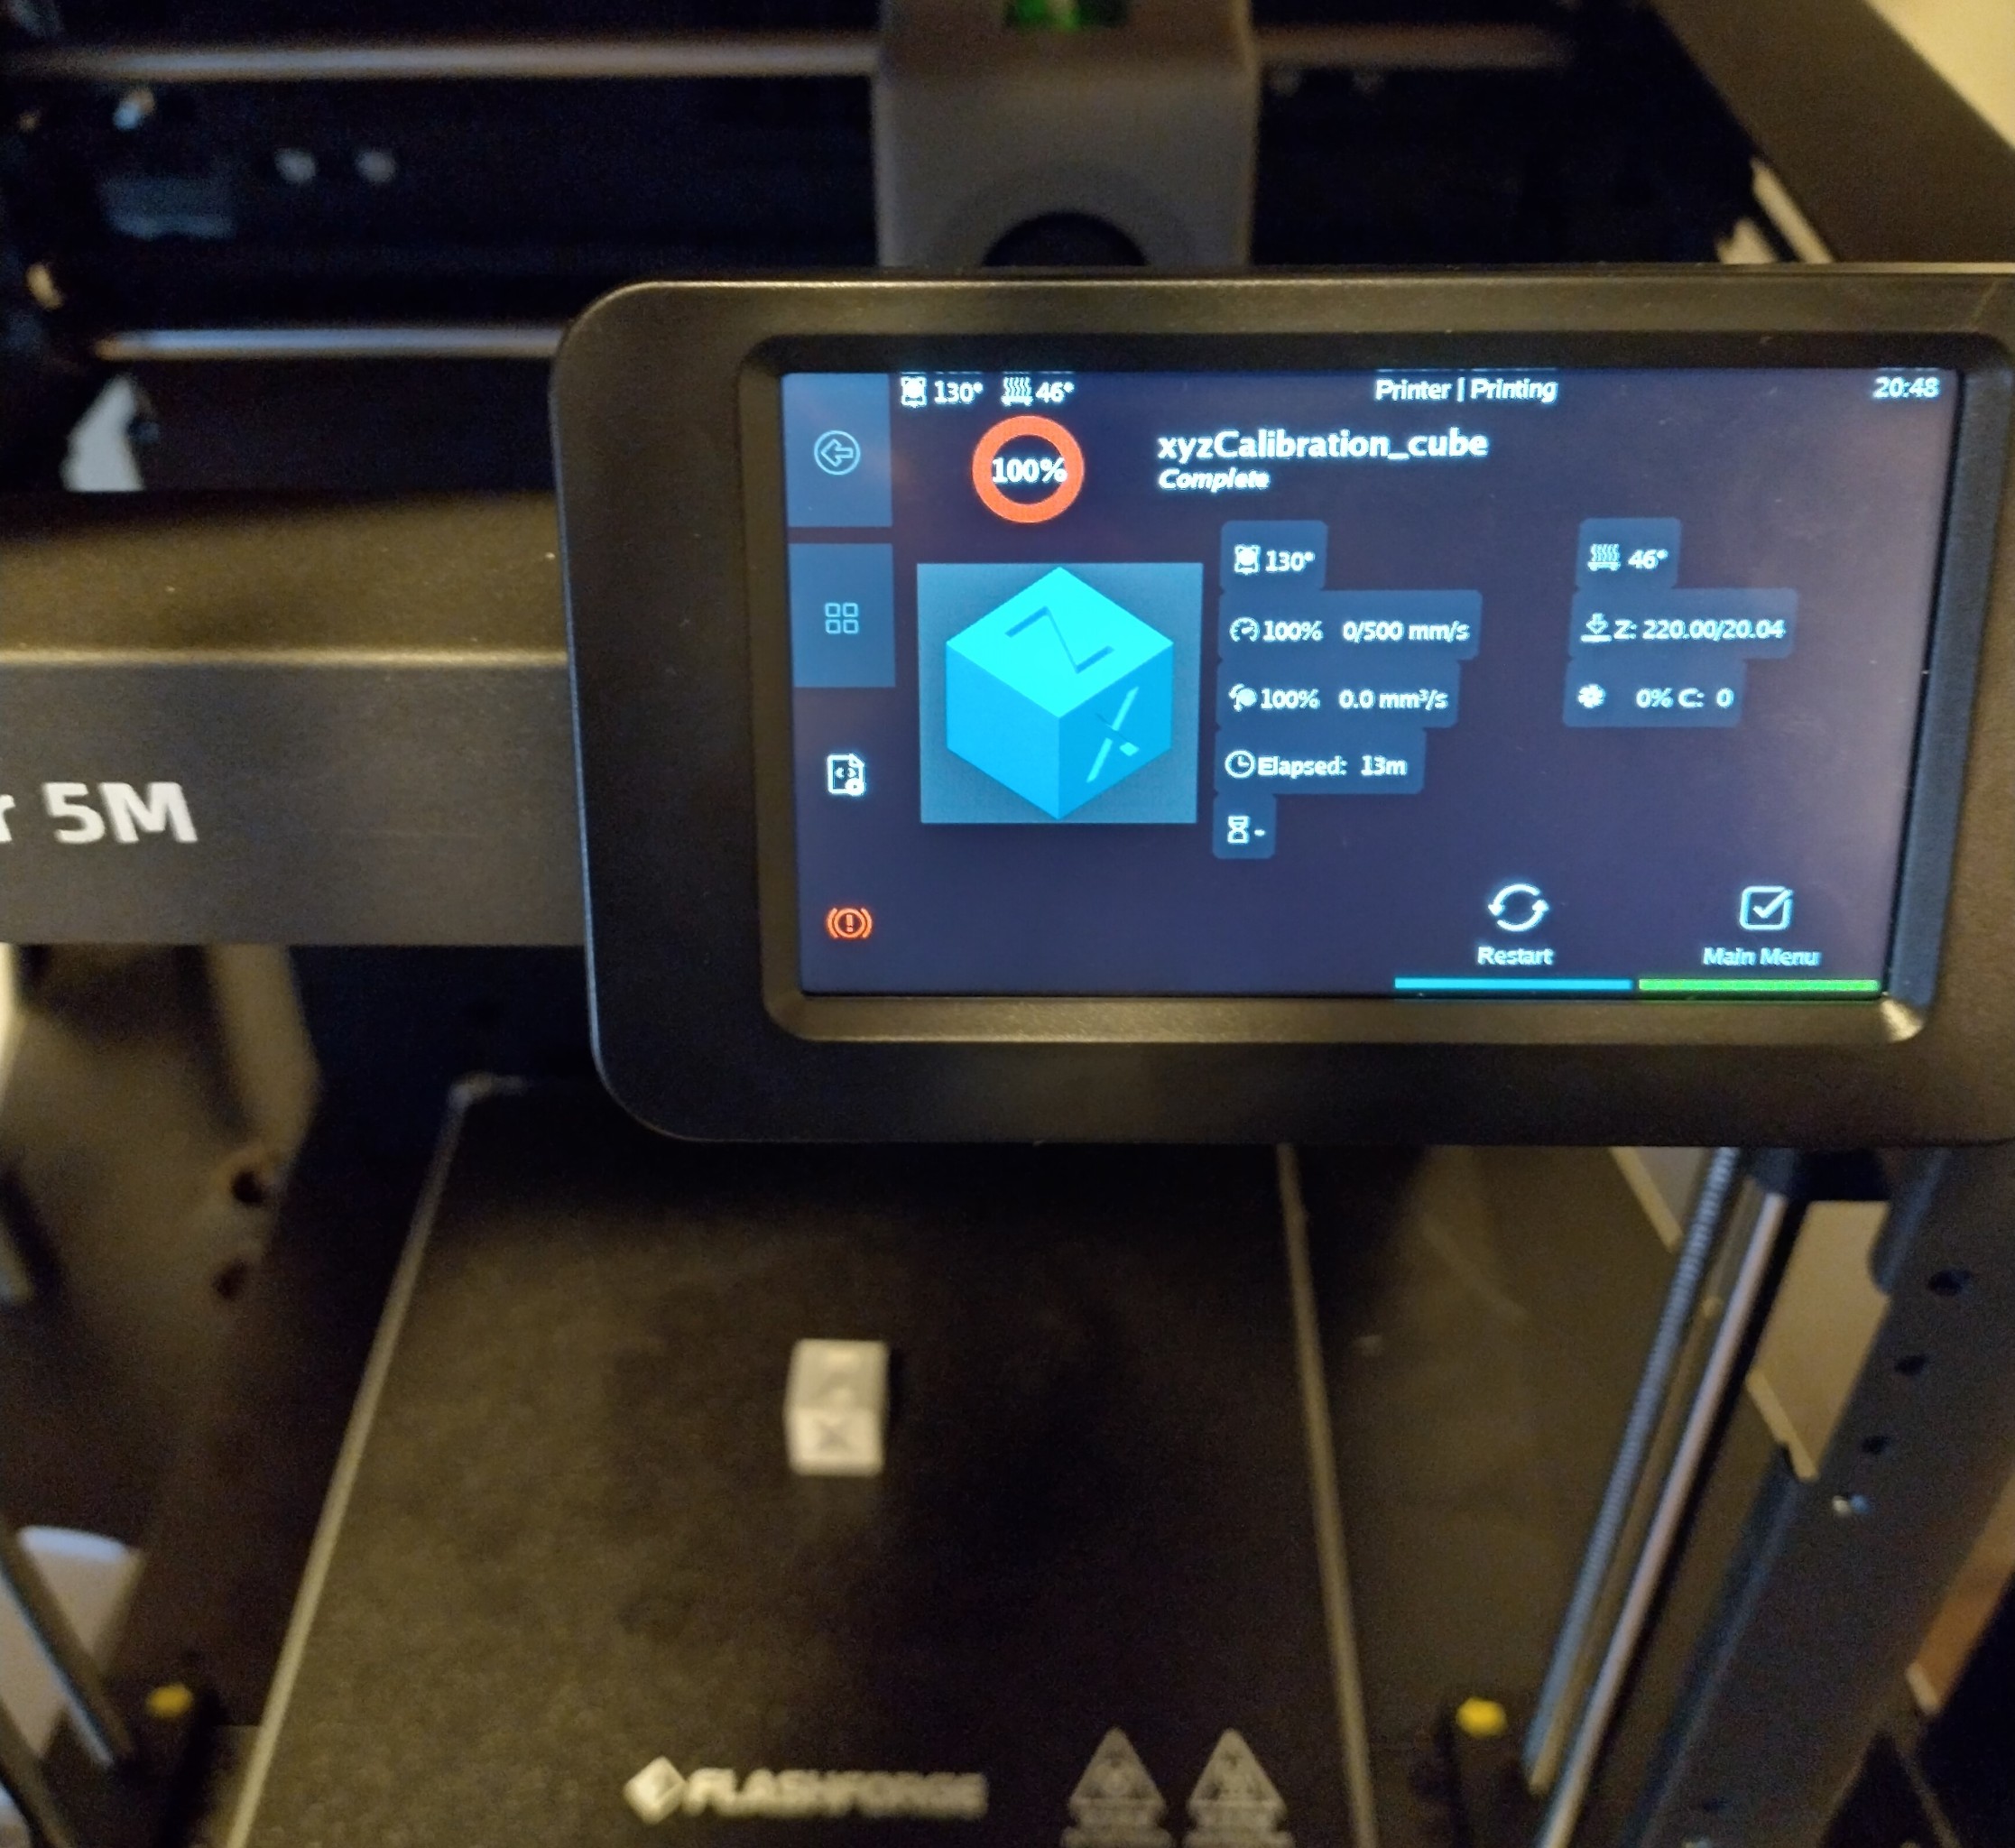 130° 46° Printer | Printing 20:48
100%
xyzCalibration_cube
Complete
130° 46°
100% 0/500 mm/s Z: 220.00/20.04
100% 0.0 mm³/s 0% C: 0
Elapsed: 13m
-
Z
X
Restart Main Menu
r 5M
X
FLASHFORGE